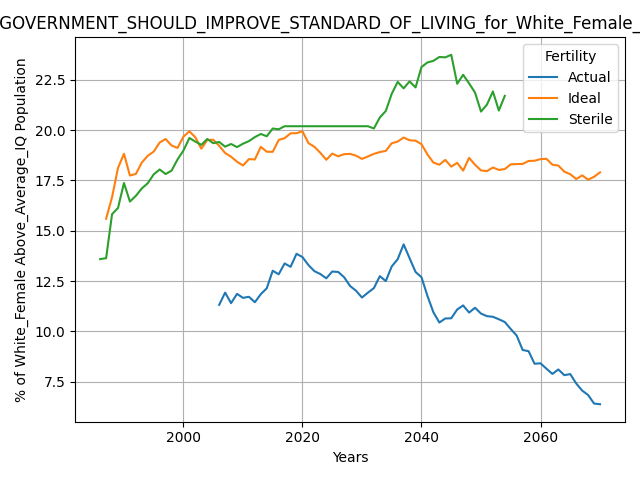 GOVERNMENT_SHOULD_IMPROVE_STANDARD_OF_LIVING_for_White_Female_
Fertility
Actual
Ideal
Sterile
% of White_Female Above_Average_IQ Population
22.5
20.0
17.5
15.0
12.5
10.0
7.5
2000
2020
2040
2060
Years